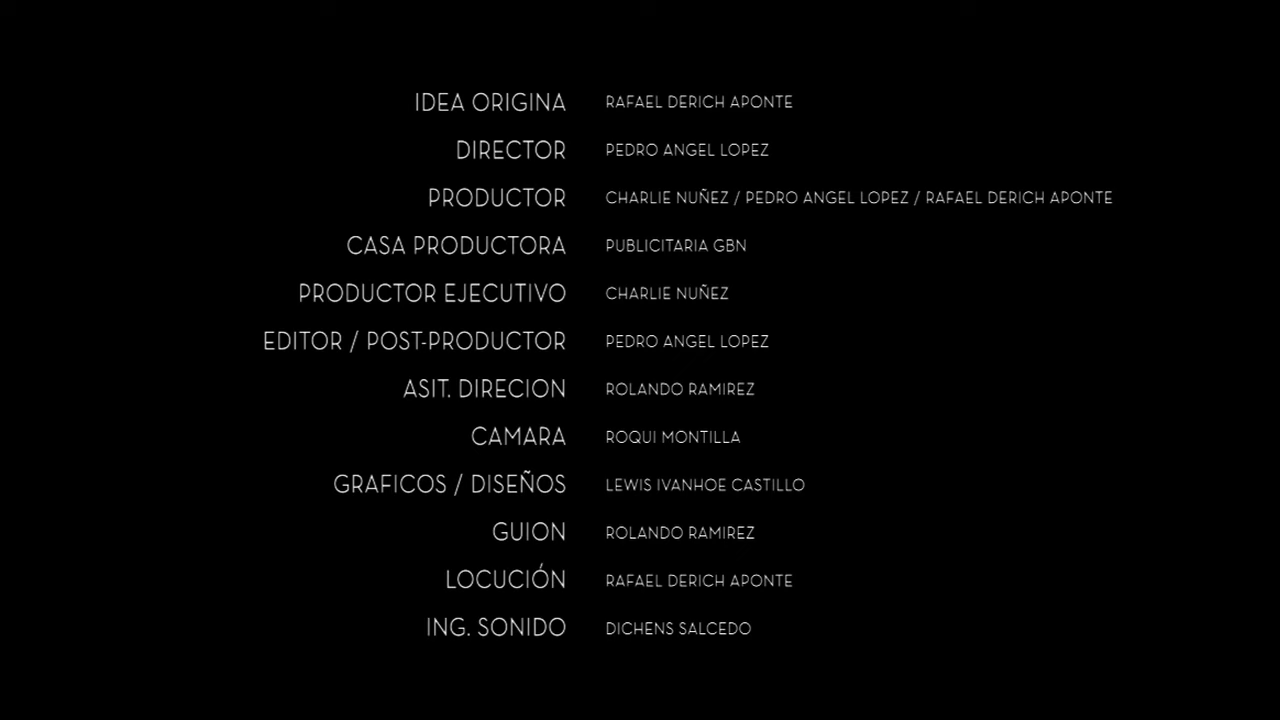 IDEA ORIGINA RAFAEL DERICH APONTE
DIRECTOR PEDRO ANGEL LOPEZ
PRODUCTOR CHARLIE NUÑEZ / PEDRO ANGEL LOPEZ / RAFAEL DERICH APONTE
CASA PRODUCTORA PUBLICITARIA GBN
PRODUCTOR EJECUTIVO CHARLIE NUÑEZ
EDITOR / POST-PRODUCTOR PEDRO ANGEL LOPEZ
ASIT. DIRECION ROLANDO RAMIREZ
CAMARA ROQUI MONTILLA
GRAFICOS / DISEÑOS LEWIS IVANHOE CASTILLO
GUION ROLANDO RAMIREZ
LOCUCIÓN RAFAEL DERICH APONTE
ING. SONIDO DICHENS SALCEDO